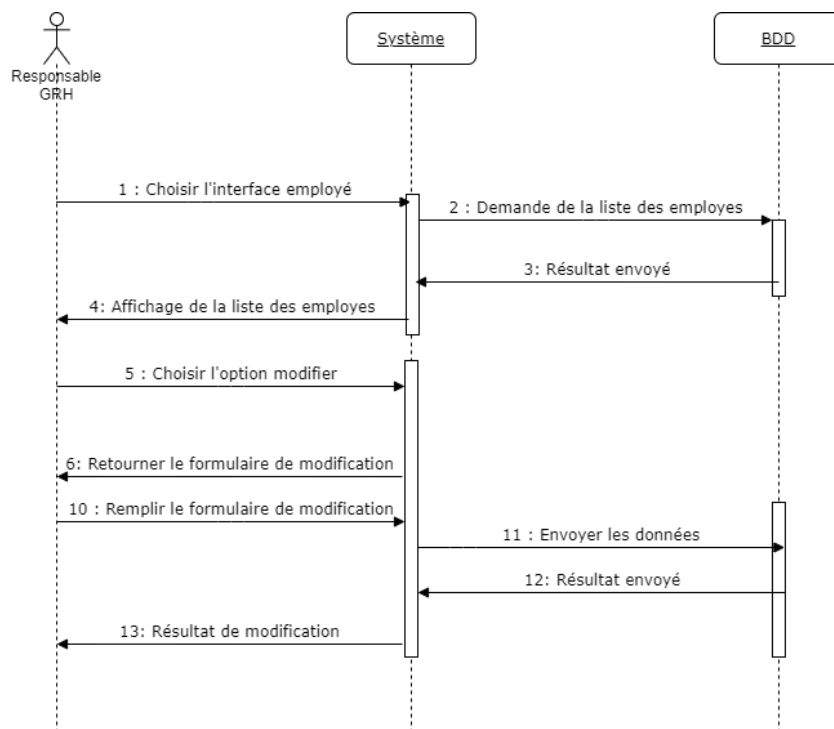 Système
BDD
Responsable
GRH
1 : Choisir l'interface employé
2 : Demande de la liste des employes
3: Résultat envoyé
4: Affichage de la liste des employes
5 : Choisir l'option modifier
6: Retourner le formulaire de modification
10 : Remplir le formulaire de modification
11 : Envoyer les données
12: Résultat envoyé
13: Résultat de modification